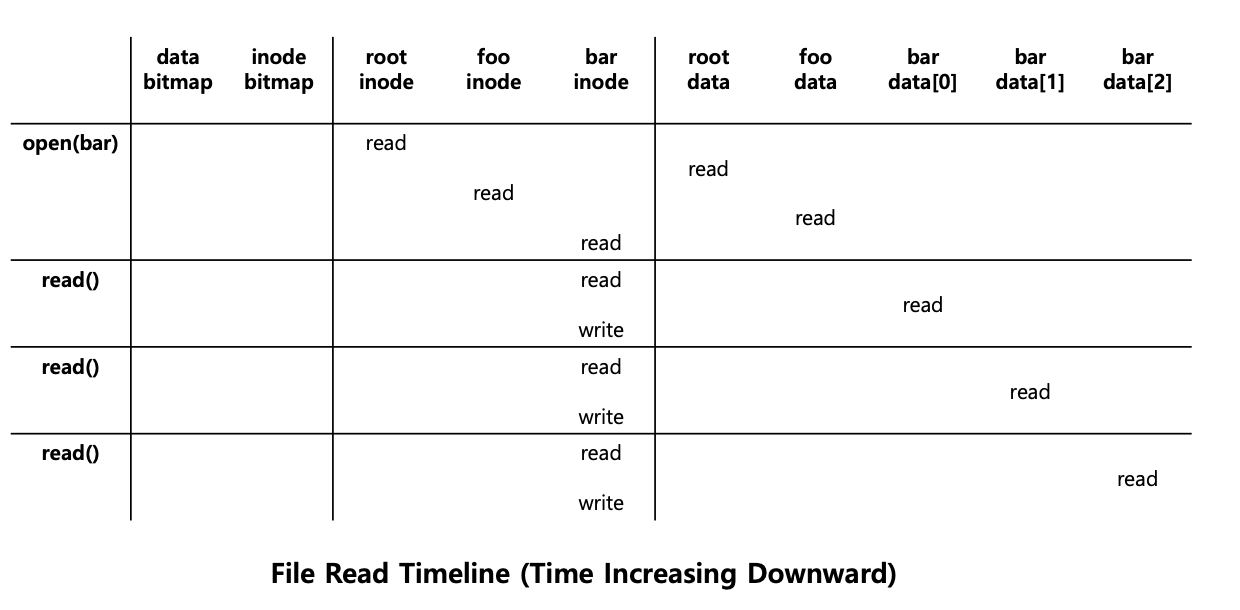 data inode root foo bar root foo bar bar bar
bitmap bitmap inode inode inode data data data[0] data[1] data[2]
open(bar) read
read
read
read
read
read() read
read
write
read() read
read
write
read() read
read
write
File Read Timeline (Time Increasing Downward)